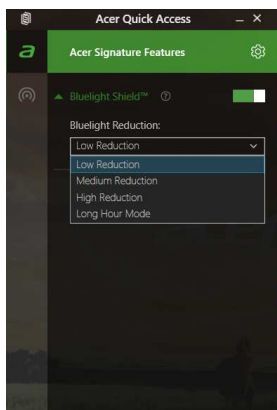 Acer Quick Access
a
Acer Signature Features
Bluelight Shield™ ?
Bluelight Reduction:
Low Reduction
Low Reduction
Medium Reduction
High Reduction
Long Hour Mode